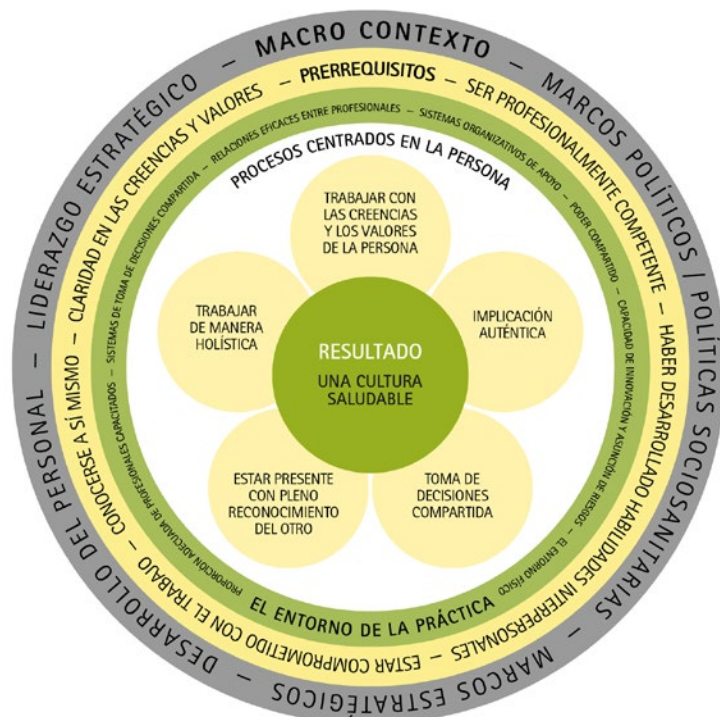 MACRO CONTEXTO – MARCOS POLÍTICOS / POLÍTICAS SOCIOSANITARIAS – MARCOS ESTRATÉGICOS – DESARROLLO DEL PERSONAL – LIDERAZGO ESTRATÉGICO –
PRERREQUISITOS – SER PROFESIONALMENTE COMPETENTE – HABER DESARROLLADO HABILIDADES INTERPERSONALES – ESTAR COMPROMETIDO CON EL TRABAJO – CONOCERSE A SÍ MISMO – CLARIDAD EN LAS CREENCIAS Y VALORES –
PROPORCIÓN ADECUADA DE PROFESIONALES CAPACITADOS – SISTEMAS DE TOMA DE DECISIONES COMPARTIDA – RELACIONES EFICACES ENTRE PROFESIONALES – SISTEMAS ORGANIZATIVOS DE APOYO – PODER COMPARTIDO – CAPACIDAD DE INNOVACIÓN Y ASUNCIÓN DE RIESGOS – EL ENTORNO FÍSICO
EL ENTORNO DE LA PRÁCTICA
PROCESOS CENTRADOS EN LA PERSONA
TRABAJAR CON
LAS CREENCIAS
Y LOS VALORES
DE LA PERSONA
TRABAJAR
DE MANERA
HOLÍSTICA
IMPLICACIÓN
AUTÉNTICA
RESULTADO
UNA CULTURA
SALUDABLE
ESTAR PRESENTE
CON PLENO
RECONOCIMIENTO
DEL OTRO
TOMA DE
DECISIONES
COMPARTIDA